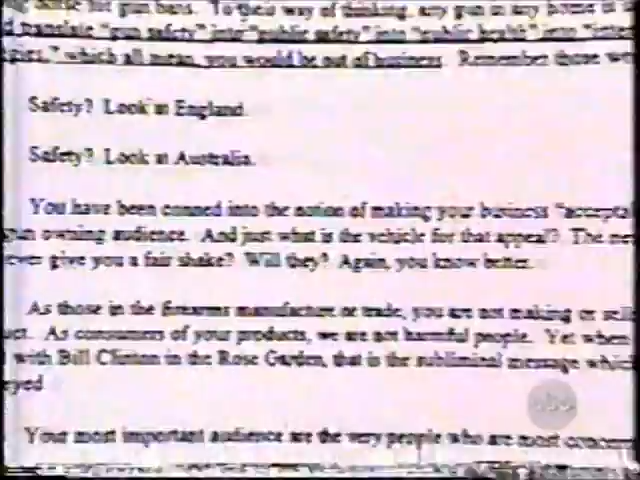 for gun bans. To their way of thinking, any gun in any home is
translate "gun safety" into "public safety" into "public health" into
which all mean, you would be out of business. Remember those
Safety? Look at England.
Safety? Look at Australia.
You have been conned into the notion of making your business "accepta
gun owning audience. And just what is the vehicle for that appeal? The
ever give you a fair shake? Will they? Again, you know better.
As those in the firearms manufacture or trade, you are not making or sell
uct. As consumers of your products, we are not harmful people. Yet when
with Bill Clinton in the Rose Garden, that is the subliminal message which
eyed
abc
Your most important audience are the very people who are most concern